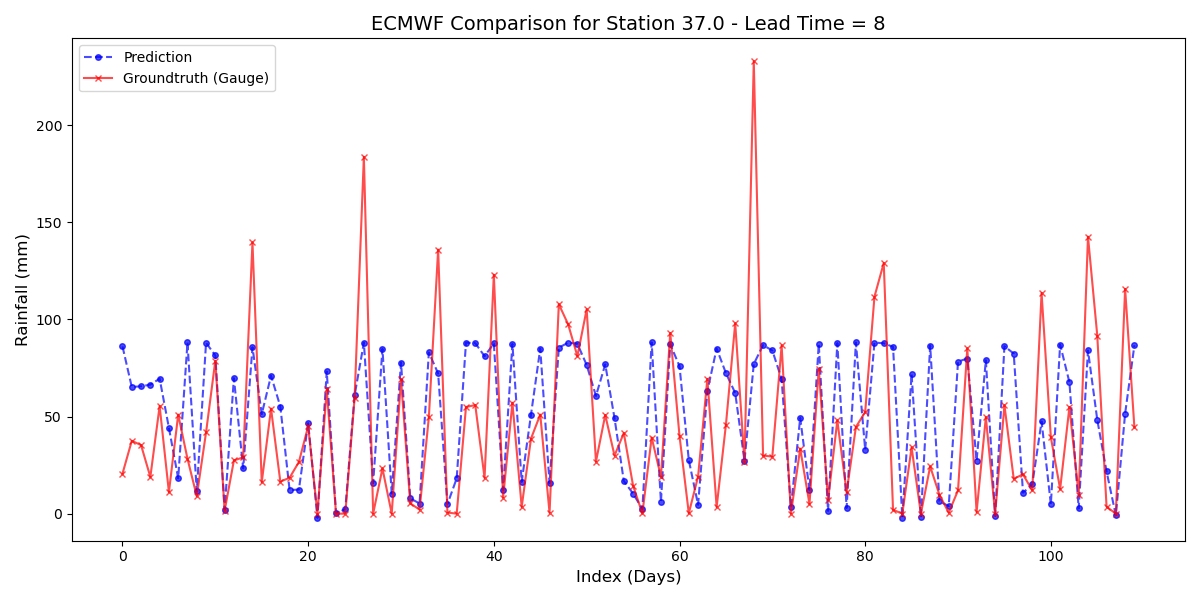 ECMWF Comparison for Station 37.0 - Lead Time = 8
Prediction
Groundtruth (Gauge)
Rainfall (mm)
200
150
100
50
0
0 20 40 60 80 100
Index (Days)